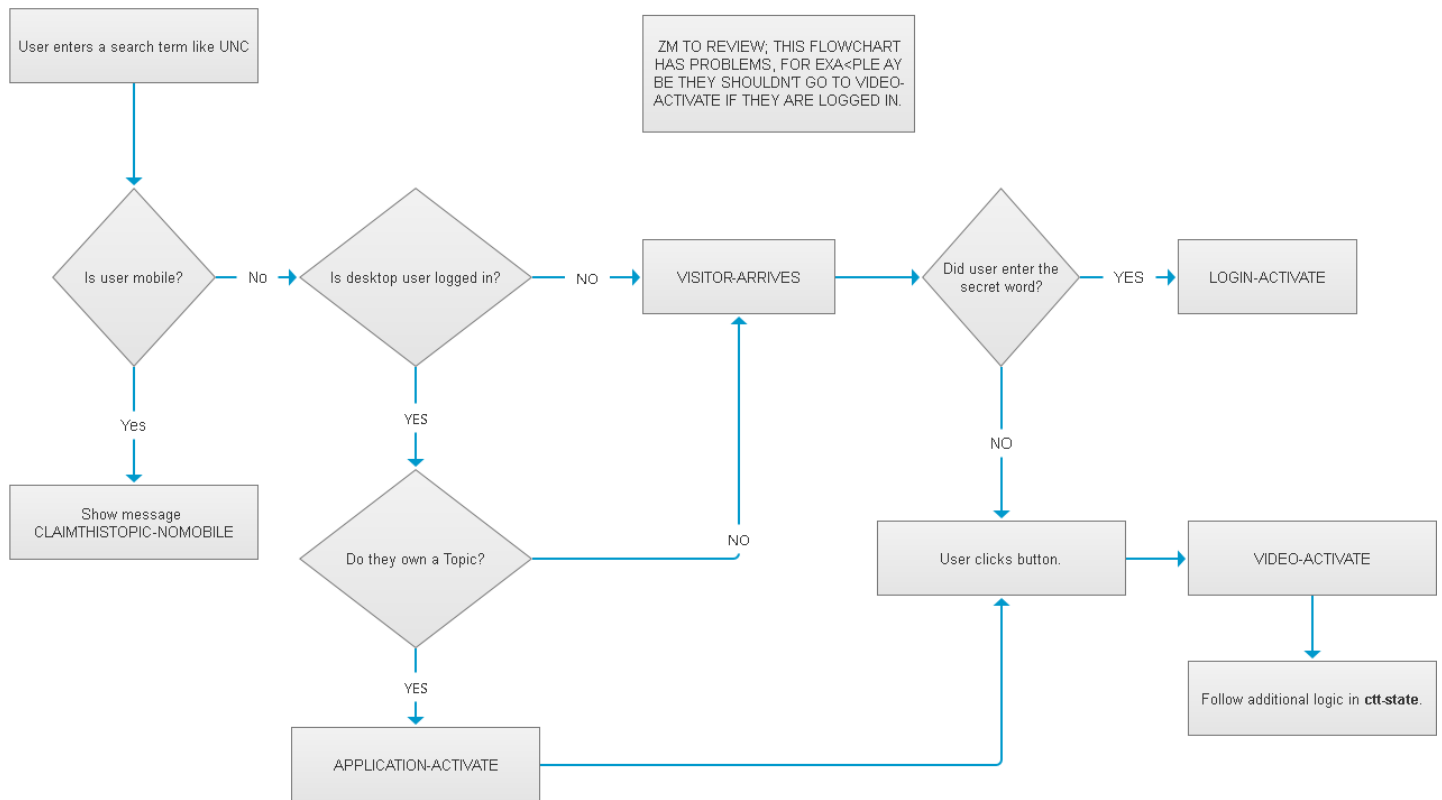 User enters a search term like UNC
ZM TO REVIEW; THIS FLOWCHART
HAS PROBLEMS, FOR EXA<PLE AY
BE THEY SHOULDN'T GO TO VIDEO-
ACTIVATE IF THEY ARE LOGGED IN.
Is user mobile?
No
Is desktop user logged in?
NO
VISITOR-ARRIVES
Did user enter the
secret word?
YES
LOGIN-ACTIVATE
Yes
YES
NO
Show message
CLAIMTHISTOPIC-NOMOBILE
Do they own a Topic?
NO
User clicks button.
VIDEO-ACTIVATE
YES
Follow additional logic in ctt-state.
APPLICATION-ACTIVATE